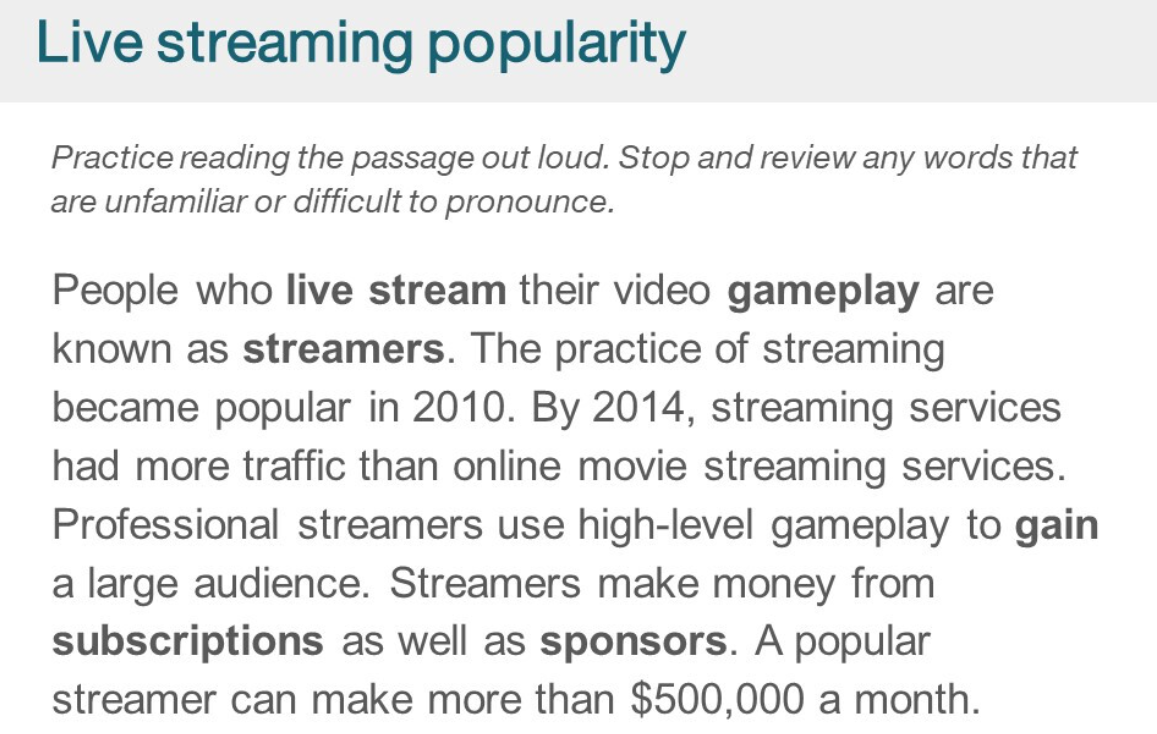 Live streaming popularity
Practice reading the passage out loud. Stop and review any words that
are unfamiliar or difficult to pronounce.
People who live stream their video gameplay are
known as streamers. The practice of streaming
became popular in 2010. By 2014, streaming services
had more traffic than online movie streaming services.
Professional streamers use high-level gameplay to gain
a large audience. Streamers make money from
subscriptions as well as sponsors. A popular
streamer can make more than $500,000 a month.